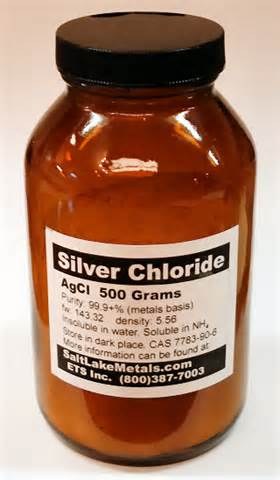 Silver Chloride
AgCl 500 Grams
Purity: 99.9+% (metals basis)
fw: 143.32 density: 5.56
Insoluble in water. Soluble in NH₄
Store in dark place. CAS 7783-90-6
More information can be found at
SaltLakeMetals.com
ETS Inc. (800)387-7003